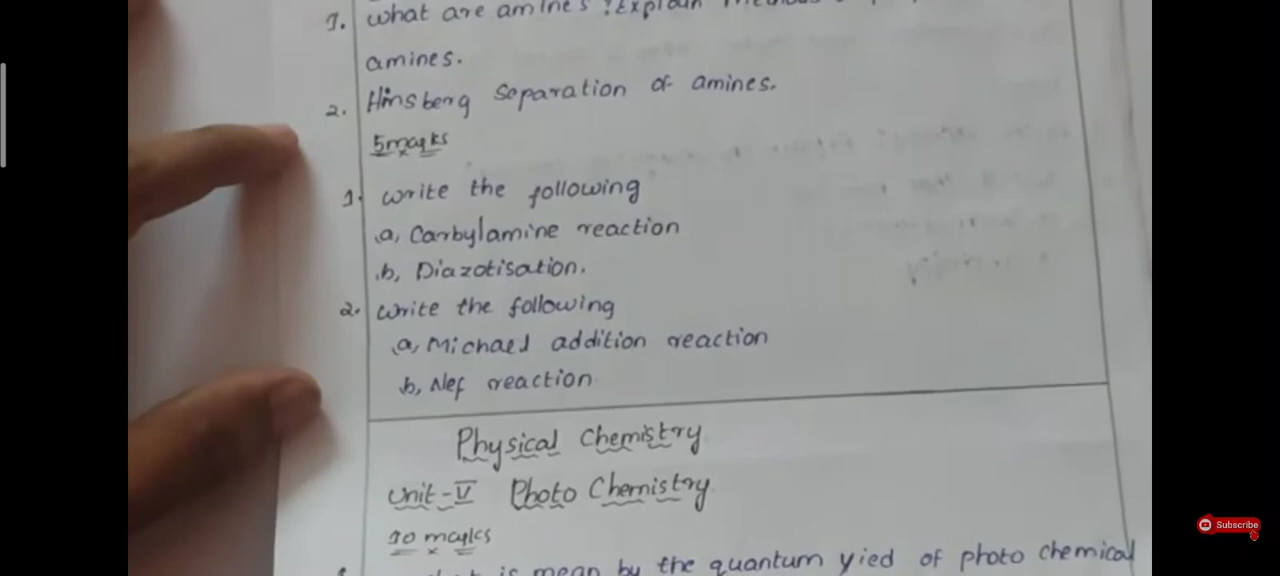 1. what are amines ? Explain
amines.
2. Hinsberg Separation of amines.
5marks
1. write the following
a, Carbylamine reaction
b, Diazotisation.
2. write the following
a, Michael addition reaction
b, Nef reaction
Physical Chemistry
Unit-V Photo Chemistry
10 marks
is mean by the quantum yied of photo chemical
Subscribe